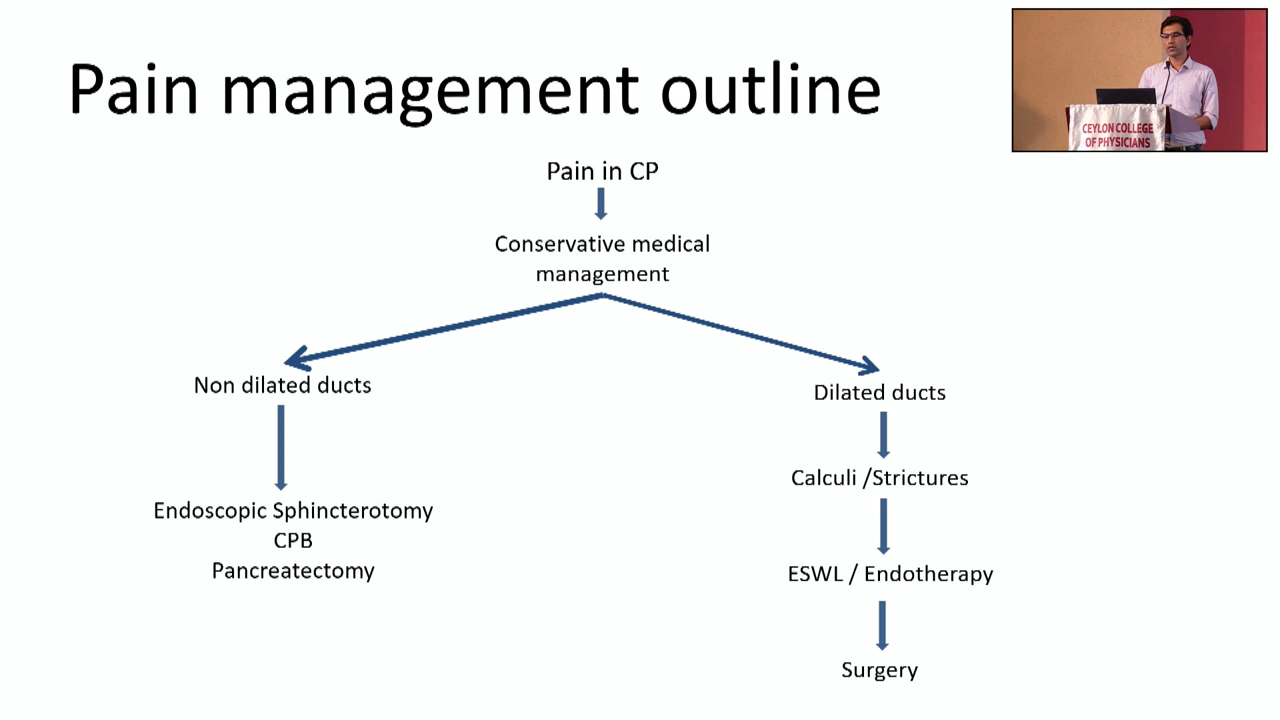 Pain management outline
CEYLON COLLEGE
OF PHYSICIANS
Pain in CP
Conservative medical
management
Non dilated ducts
Dilated ducts
Calculi /Strictures
Endoscopic Sphincterotomy
CPB
Pancreatectomy
ESWL / Endotherapy
Surgery